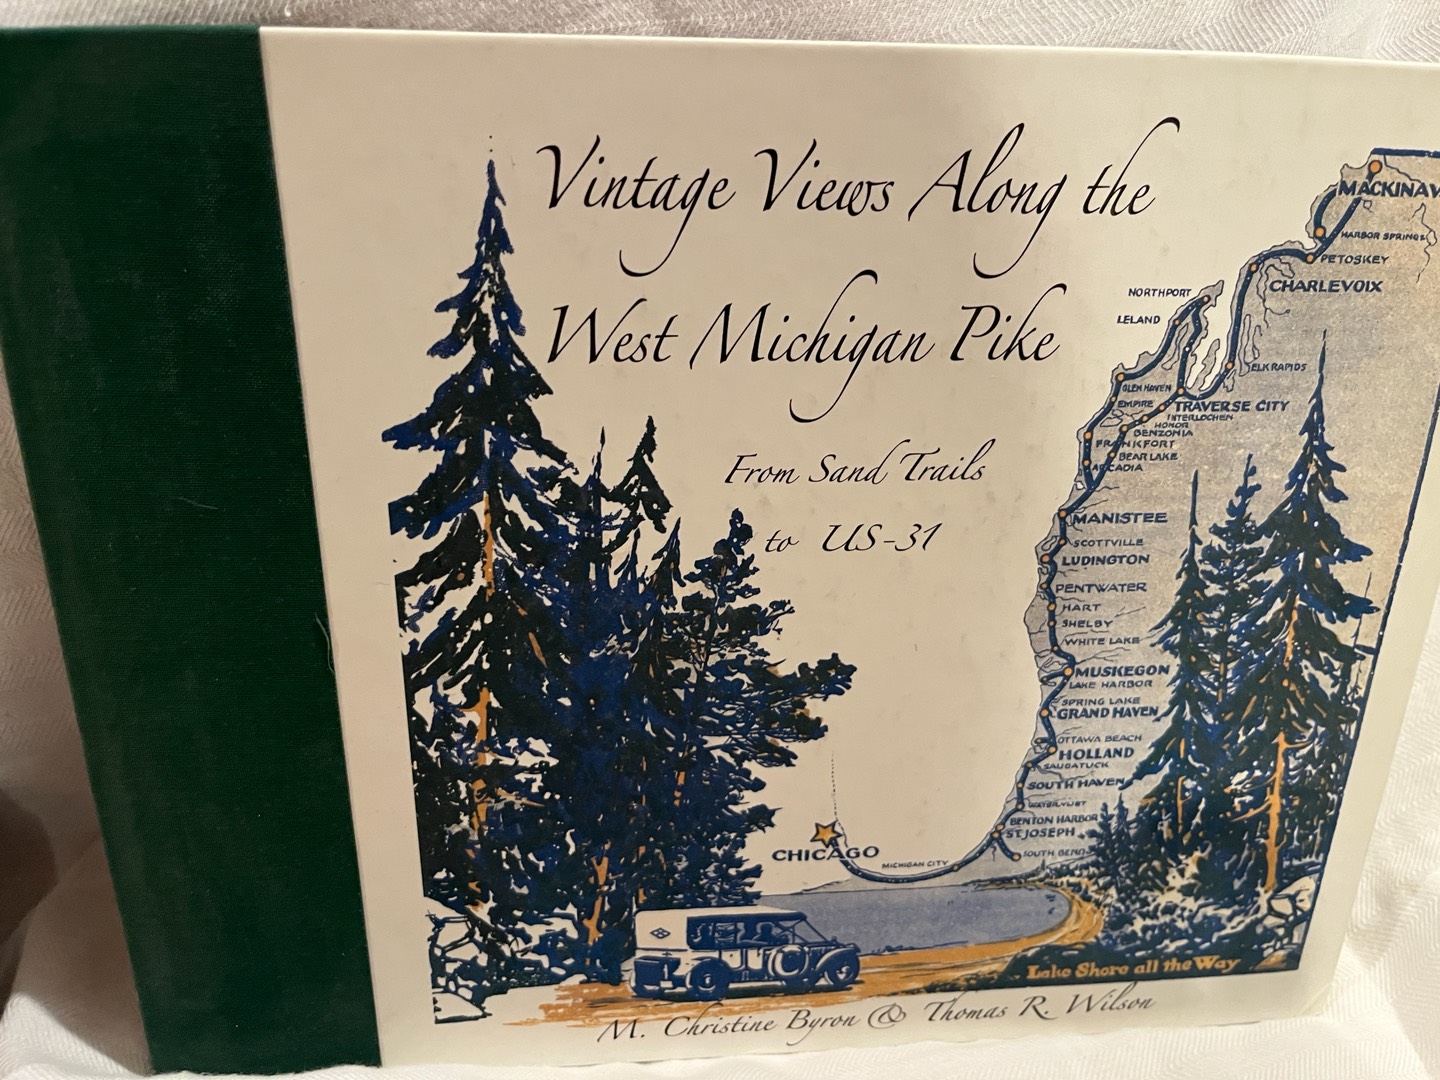 Vintage Views Along the
West Michigan Pike
From Sand Trails
to US-31
MACKINAW
HARBOR SPRINGS
PETOSKEY
CHARLEVOIX
NORTHPORT
LELAND
ELK RAPIDS
GLEN HAVEN
EMPIRE
TRAVERSE CITY
INTERLOCHEN
HONOR
BENZONIA
FRANKFORT
BEAR LAKE
ARCADIA
MANISTEE
SCOTTVILLE
LUDINGTON
PENTWATER
HART
SHELBY
WHITE LAKE
MUSKEGON
LAKE HARBOR
SPRING LAKE
GRAND HAVEN
OTTAWA BEACH
HOLLAND
SAUGATUCK
SOUTH HAVEN
WATERVLIET
BENTON HARBOR
ST JOSEPH
SOUTH BEND
CHICAGO
MICHIGAN CITY
Lake Shore all the Way
M. Christine Byron & Thomas R. Wilson